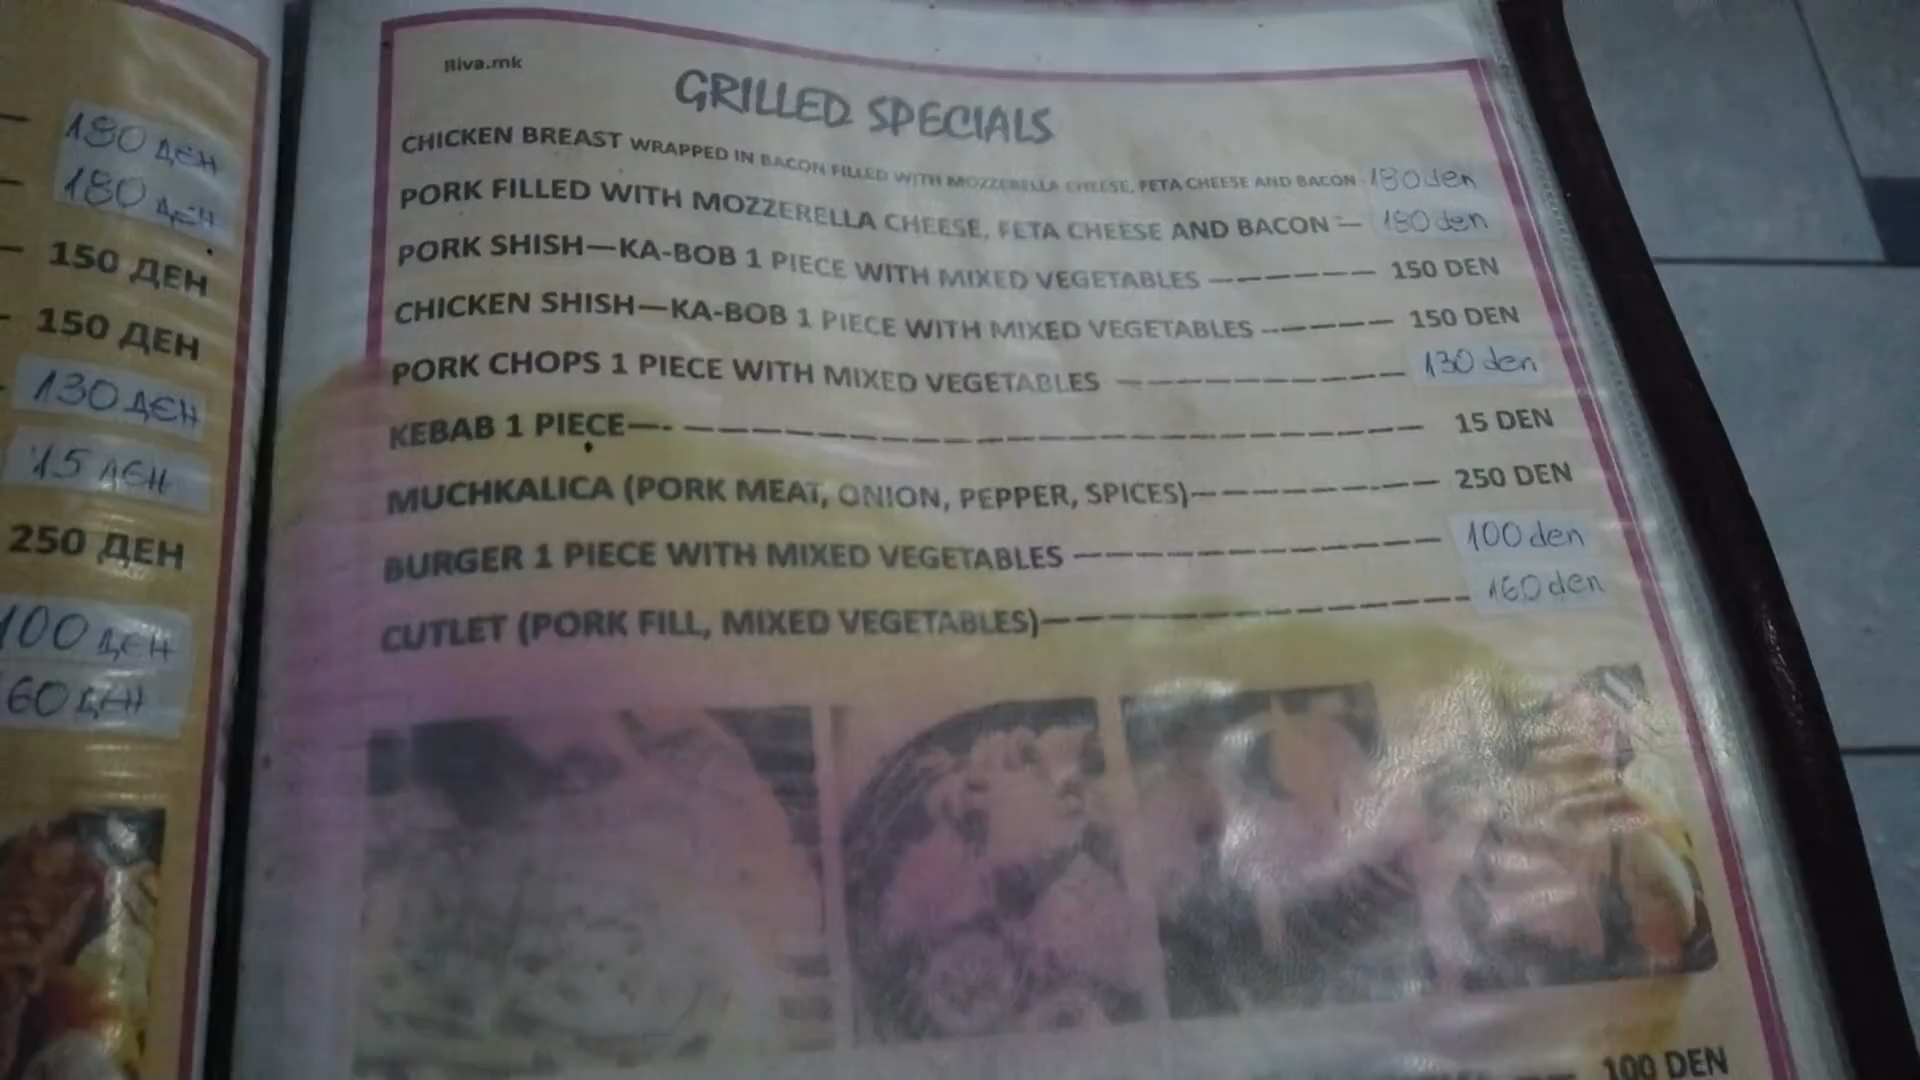 180 ДЕН
180 ДЕН
150 ДЕН
150 ДЕН
130 ДЕН
15 ДЕН
250 ДЕН
100 ДЕН
60 ДЕН
Riva.mk
GRILLED SPECIALS
CHICKEN BREAST WRAPPED IN BACON FILLED WITH MOZZERELLA CHEESE, FETA CHEESE AND BACON 180 den
PORK FILLED WITH MOZZERELLA CHEESE, FETA CHEESE AND BACON – 180 den
PORK SHISH—KA-BOB 1 PIECE WITH MIXED VEGETABLES —————— 150 DEN
CHICKEN SHISH—KA-BOB 1 PIECE WITH MIXED VEGETABLES ————— 150 DEN
PORK CHOPS 1 PIECE WITH MIXED VEGETABLES ————————— 130 den
KEBAB 1 PIECE—-—————————————————— 15 DEN
MUCHKALICA (PORK MEAT, ONION, PEPPER, SPICES)———————— 250 DEN
BURGER 1 PIECE WITH MIXED VEGETABLES ——————————— 100 den
CUTLET (PORK FILL, MIXED VEGETABLES)————————————— 160 den
100 DEN